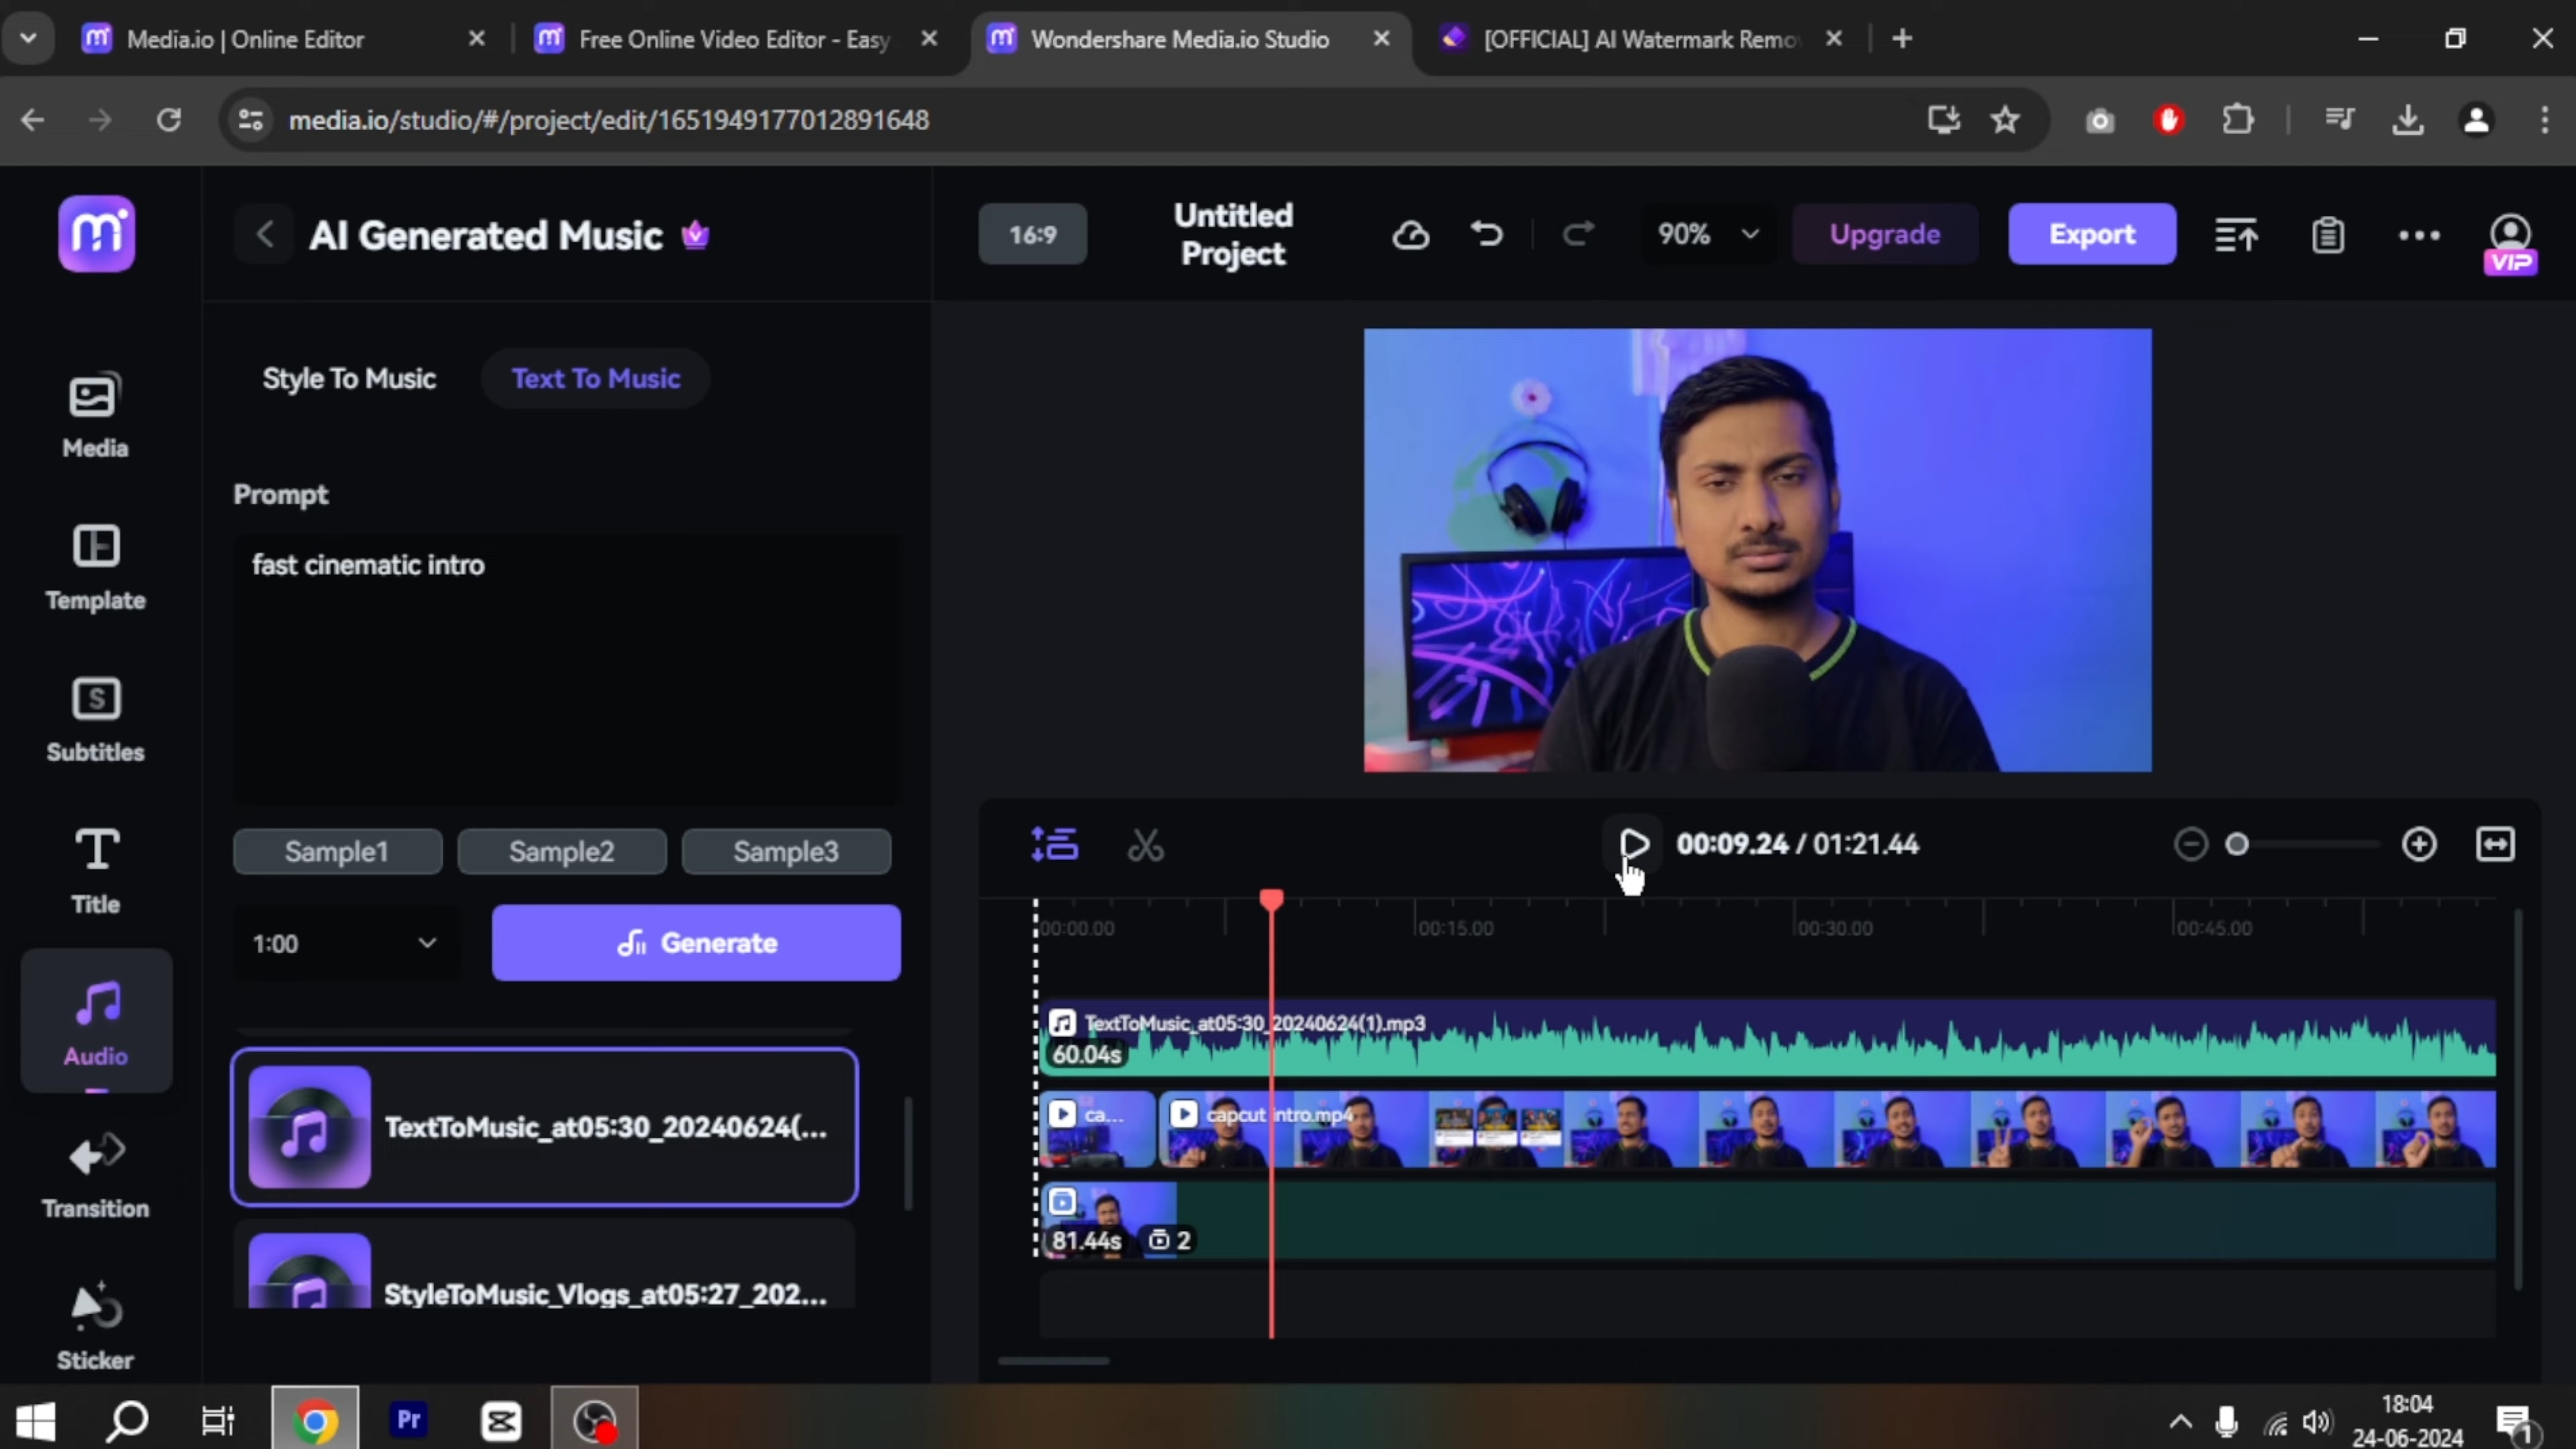 Media.io | Online Editor
Free Online Video Editor - Easy
Wondershare Media.io Studio
[OFFICIAL] AI Watermark Remo
media.io/studio/#/project/edit/1651949177012891648
AI Generated Music
16:9
Untitled
Project
90%
Upgrade
Export
VIP
Style To Music
Text To Music
Media
Prompt
fast cinematic intro
Template
Subtitles
Sample1
Sample2
Sample3
00:09.24 / 01:21.44
Title
1:00
Generate
00:00.00
00:15.00
00:30.00
00:45.00
Audio
TextToMusic_at05:30_20240624(1).mp3
60.04s
TextToMusic_at05:30_20240624(...
ca...
capcut intro.mp4
Transition
81.44s
2
StyleToMusic_Vlogs_at05:27_202...
Sticker
Pr
18:04
24-06-2024
1